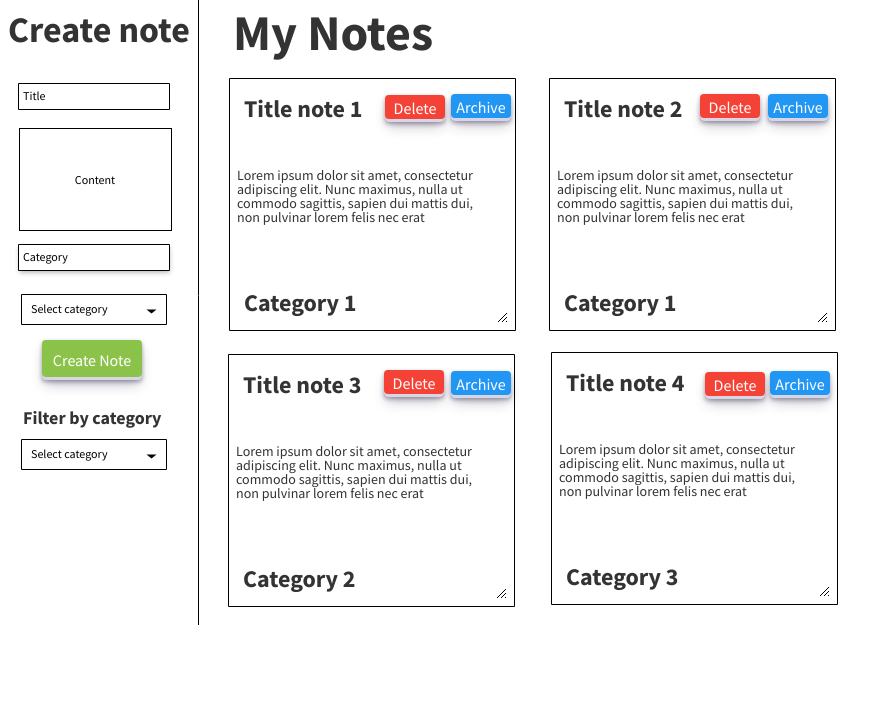 Create note
Title
Content
Category
Select category
Create Note
Filter by category
Select category
My Notes
Title note 1
Delete
Archive
Lorem ipsum dolor sit amet, consectetur
adipiscing elit. Nunc maximus, nulla ut
commodo sagittis, sapien dui mattis dui,
non pulvinar lorem felis nec erat
Category 1
Title note 2
Delete
Archive
Lorem ipsum dolor sit amet, consectetur
adipiscing elit. Nunc maximus, nulla ut
commodo sagittis, sapien dui mattis dui,
non pulvinar lorem felis nec erat
Category 1
Title note 3
Delete
Archive
Lorem ipsum dolor sit amet, consectetur
adipiscing elit. Nunc maximus, nulla ut
commodo sagittis, sapien dui mattis dui,
non pulvinar lorem felis nec erat
Category 2
Title note 4
Delete
Archive
Lorem ipsum dolor sit amet, consectetur
adipiscing elit. Nunc maximus, nulla ut
commodo sagittis, sapien dui mattis dui,
non pulvinar lorem felis nec erat
Category 3